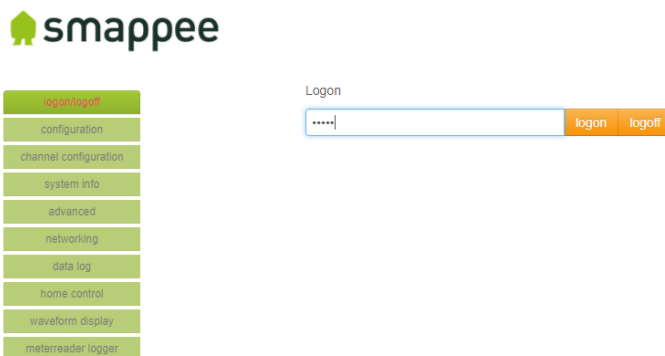 smappee
logon/logoff
configuration
channel configuration
system info
advanced
networking
data log
home control
waveform display
meterreader logger
Logon
•••••
logon logoff